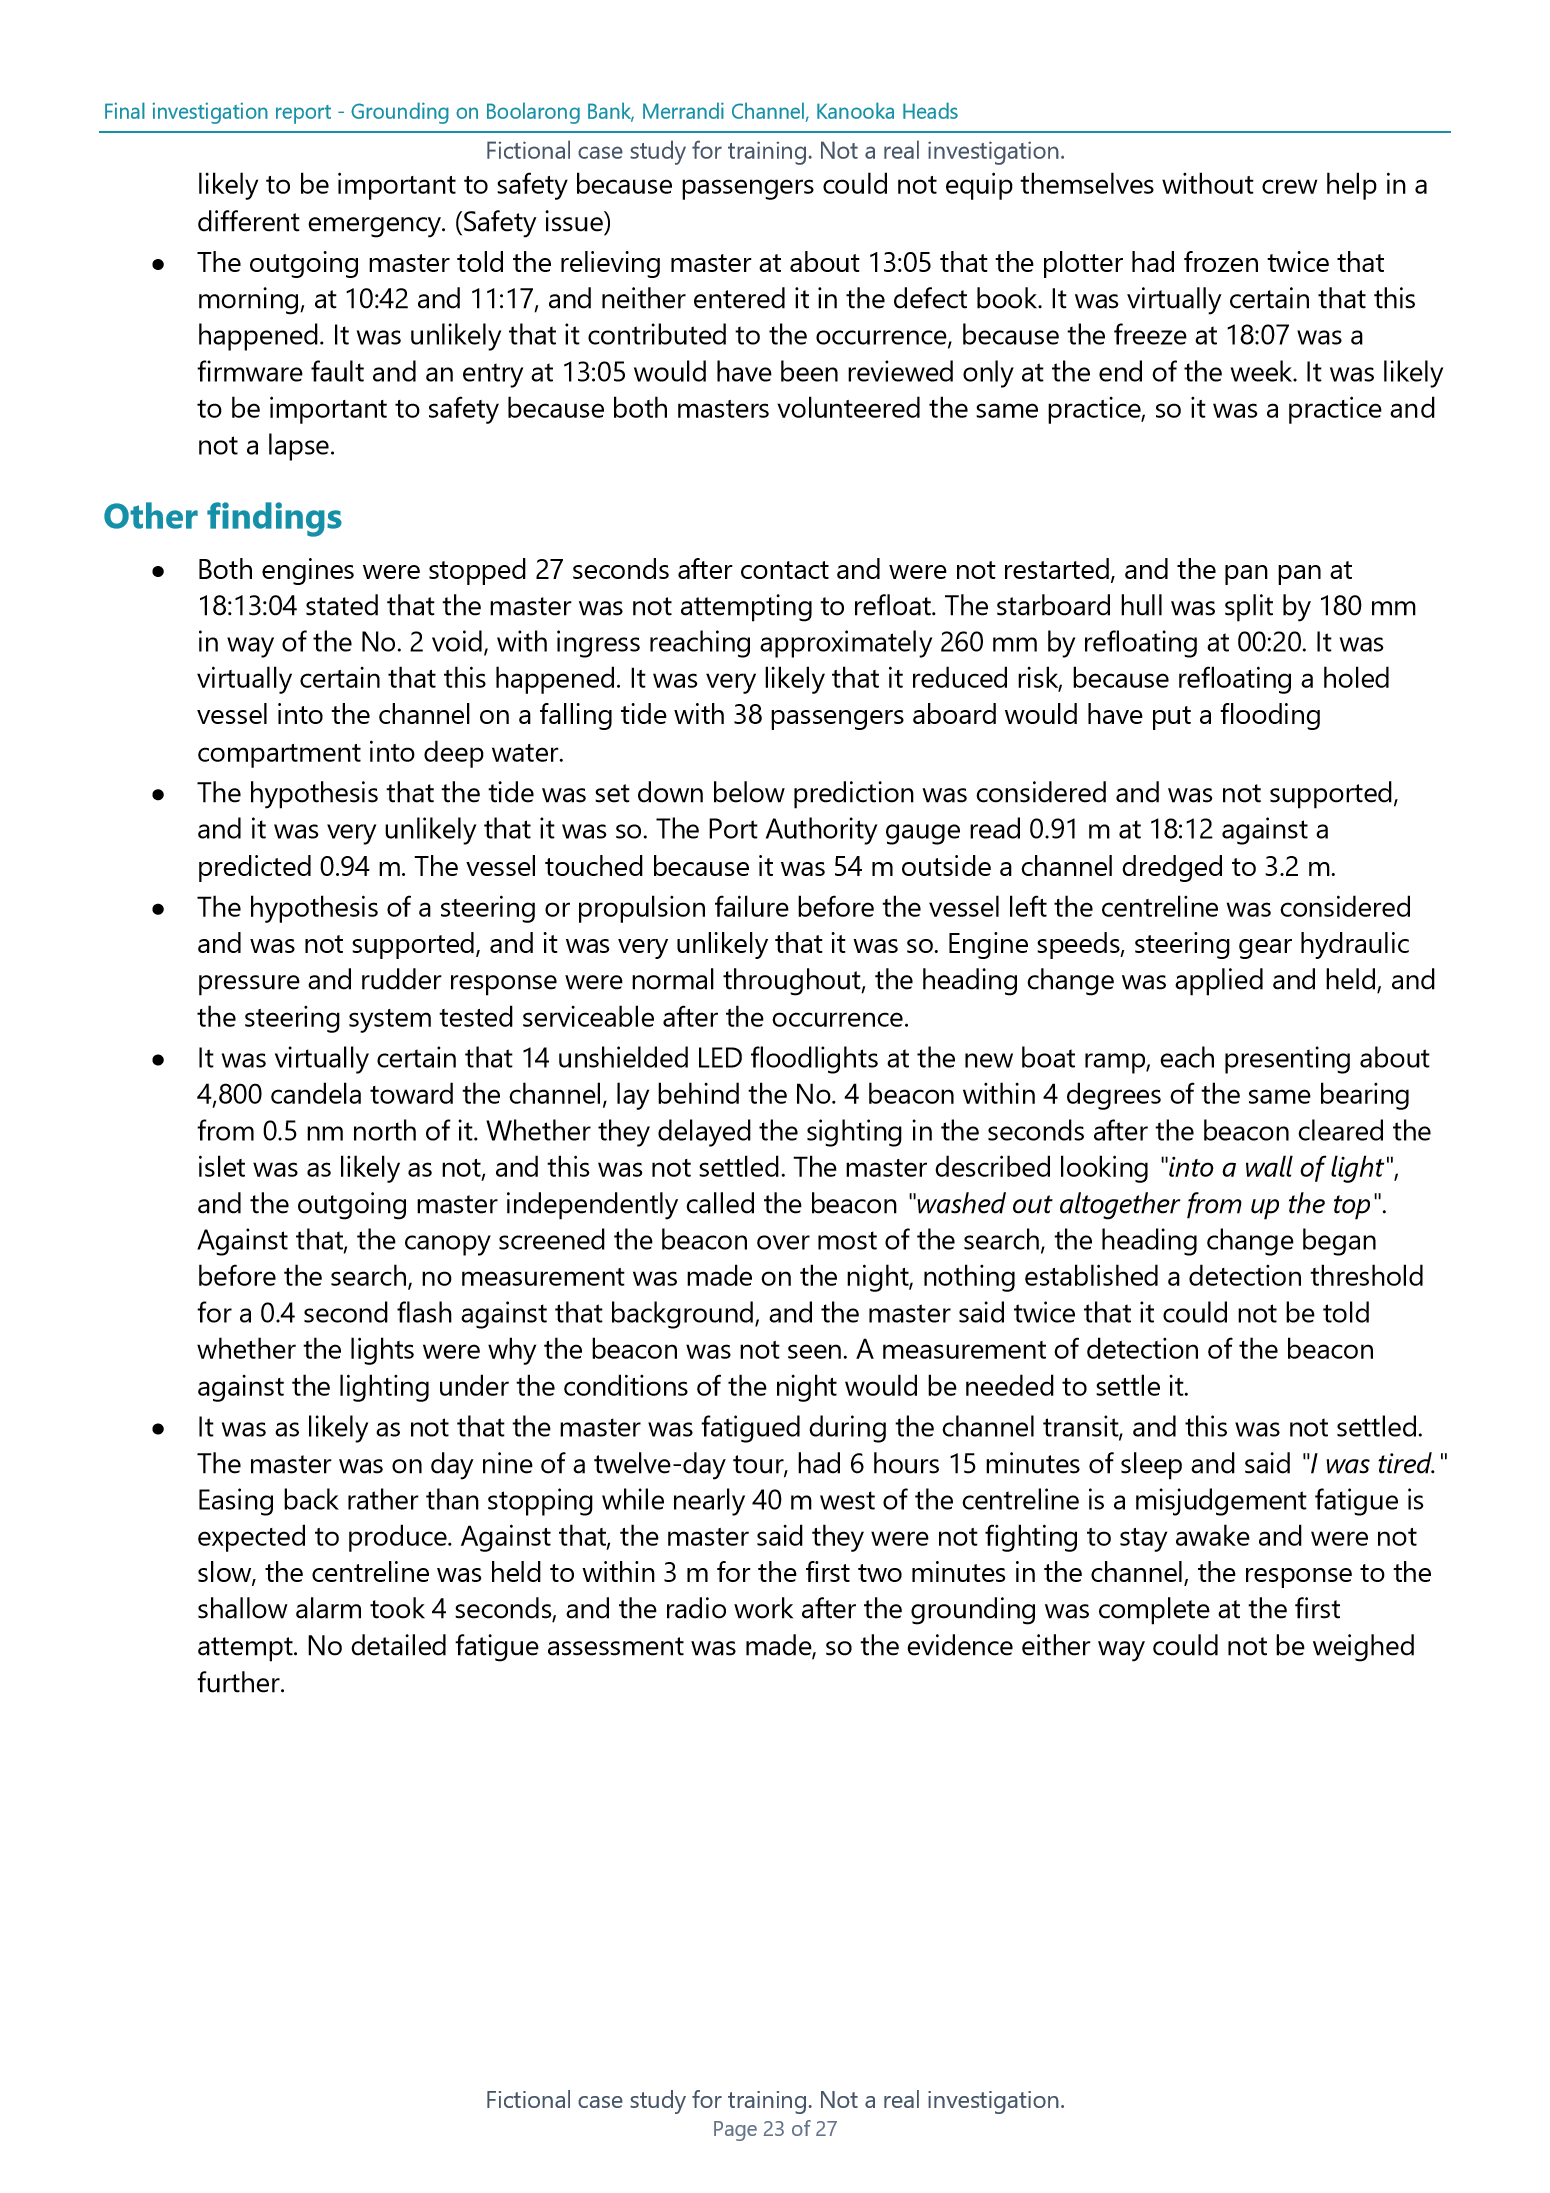 Final investigation report - Grounding on Boolarong Bank, Merrandi Channel, Kanooka Heads
Fictional case study for training. Not a real investigation.
likely to be important to safety because passengers could not equip themselves without crew help in a
different emergency. (Safety issue)
● The outgoing master told the relieving master at about 13:05 that the plotter had frozen twice that
morning, at 10:42 and 11:17, and neither entered it in the defect book. It was virtually certain that this
happened. It was unlikely that it contributed to the occurrence, because the freeze at 18:07 was a
firmware fault and an entry at 13:05 would have been reviewed only at the end of the week. It was likely
to be important to safety because both masters volunteered the same practice, so it was a practice and
not a lapse.
Other findings
● Both engines were stopped 27 seconds after contact and were not restarted, and the pan pan at
18:13:04 stated that the master was not attempting to refloat. The starboard hull was split by 180 mm
in way of the No. 2 void, with ingress reaching approximately 260 mm by refloating at 00:20. It was
virtually certain that this happened. It was very likely that it reduced risk, because refloating a holed
vessel into the channel on a falling tide with 38 passengers aboard would have put a flooding
compartment into deep water.
● The hypothesis that the tide was set down below prediction was considered and was not supported,
and it was very unlikely that it was so. The Port Authority gauge read 0.91 m at 18:12 against a
predicted 0.94 m. The vessel touched because it was 54 m outside a channel dredged to 3.2 m.
● The hypothesis of a steering or propulsion failure before the vessel left the centreline was considered
and was not supported, and it was very unlikely that it was so. Engine speeds, steering gear hydraulic
pressure and rudder response were normal throughout, the heading change was applied and held, and
the steering system tested serviceable after the occurrence.
● It was virtually certain that 14 unshielded LED floodlights at the new boat ramp, each presenting about
4,800 candela toward the channel, lay behind the No. 4 beacon within 4 degrees of the same bearing
from 0.5 nm north of it. Whether they delayed the sighting in the seconds after the beacon cleared the
islet was as likely as not, and this was not settled. The master described looking "into a wall of light",
and the outgoing master independently called the beacon "washed out altogether from up the top".
Against that, the canopy screened the beacon over most of the search, the heading change began
before the search, no measurement was made on the night, nothing established a detection threshold
for a 0.4 second flash against that background, and the master said twice that it could not be told
whether the lights were why the beacon was not seen. A measurement of detection of the beacon
against the lighting under the conditions of the night would be needed to settle it.
● It was as likely as not that the master was fatigued during the channel transit, and this was not settled.
The master was on day nine of a twelve-day tour, had 6 hours 15 minutes of sleep and said "I was tired."
Easing back rather than stopping while nearly 40 m west of the centreline is a misjudgement fatigue is
expected to produce. Against that, the master said they were not fighting to stay awake and were not
slow, the centreline was held to within 3 m for the first two minutes in the channel, the response to the
shallow alarm took 4 seconds, and the radio work after the grounding was complete at the first
attempt. No detailed fatigue assessment was made, so the evidence either way could not be weighed
further.
Fictional case study for training. Not a real investigation.
Page 23 of 27